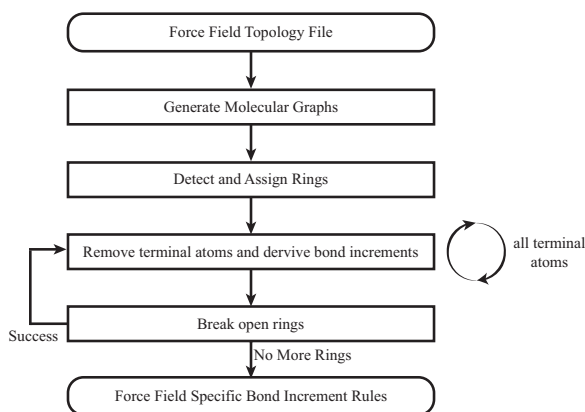 Force Field Topology File
Generate Molecular Graphs
Detect and Assign Rings
Remove terminal atoms and dervive bond increments
all terminal
atoms
Break open rings
Success
No More Rings
Force Field Specific Bond Increment Rules